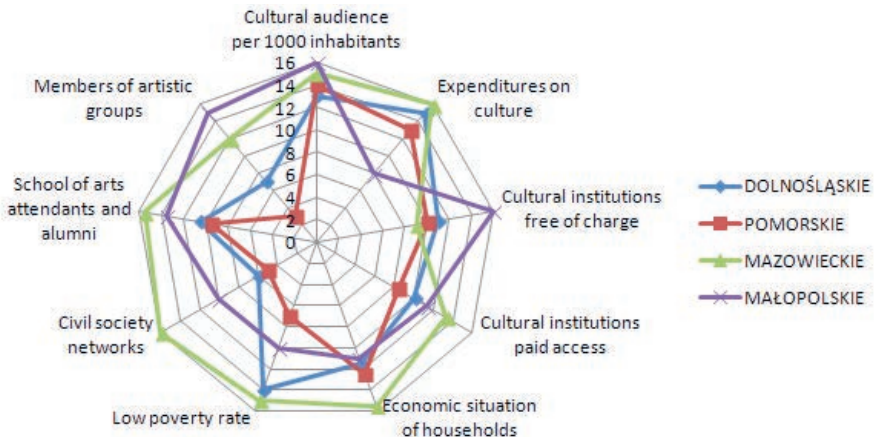 Cultural audience
per 1000 inhabitants
Expenditures on
culture
Cultural institutions
free of charge
Cultural institutions
paid access
Economic situation
of households
Low poverty rate
Civil society
networks
School of arts
attendants and
alumni
Members of artistic
groups
16
14
12
10
8
6
4
2
0
DOLNOŚLĄSKIE
POMORSKIE
MAZOWIECKIE
MAŁOPOLSKIE